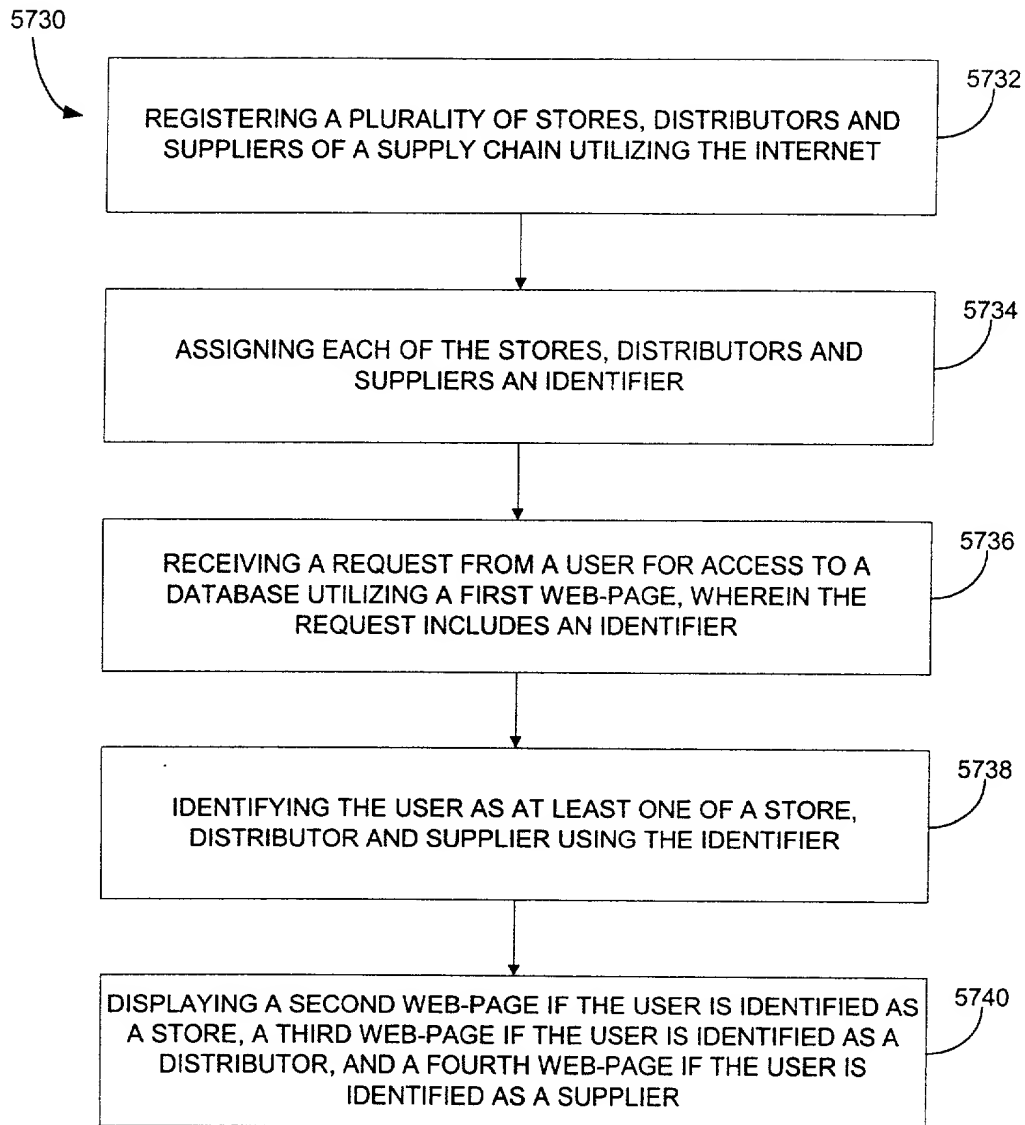 5730
5732
REGISTERING A PLURALITY OF STORES, DISTRIBUTORS AND
SUPPLIERS OF A SUPPLY CHAIN UTILIZING THE INTERNET
5734
ASSIGNING EACH OF THE STORES, DISTRIBUTORS AND
SUPPLIERS AN IDENTIFIER
5736
RECEIVING A REQUEST FROM A USER FOR ACCESS TO A
DATABASE UTILIZING A FIRST WEB-PAGE, WHEREIN THE
REQUEST INCLUDES AN IDENTIFIER
5738
IDENTIFYING THE USER AS AT LEAST ONE OF A STORE,
DISTRIBUTOR AND SUPPLIER USING THE IDENTIFIER
5740
DISPLAYING A SECOND WEB-PAGE IF THE USER IS IDENTIFIED AS
A STORE, A THIRD WEB-PAGE IF THE USER IS IDENTIFIED AS A
DISTRIBUTOR, AND A FOURTH WEB-PAGE IF THE USER IS
IDENTIFIED AS A SUPPLIER